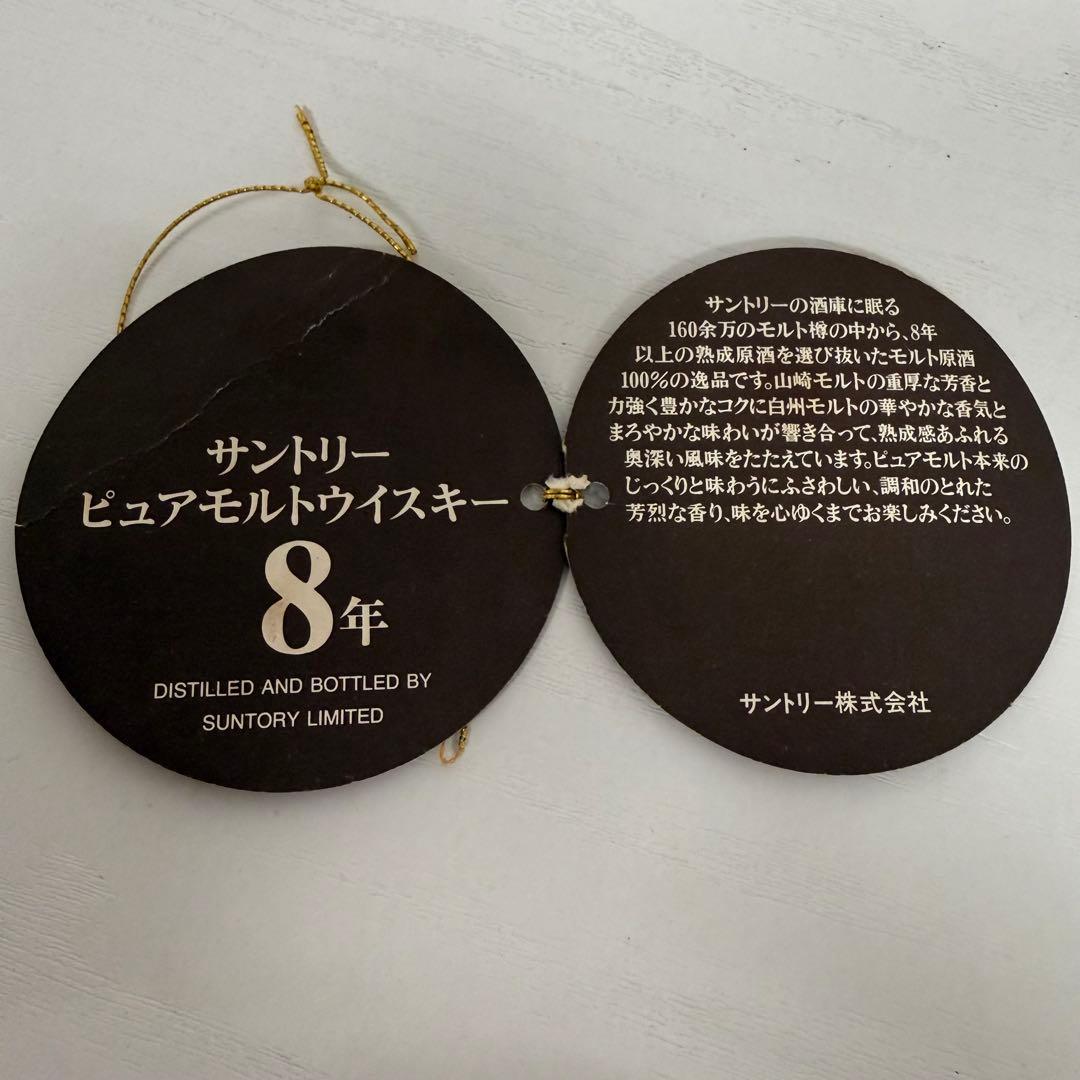 サントリー
ピュアモルトウイスキー
8年
DISTILLED AND BOTTLED BY
SUNTORY LIMITED
サントリーの酒庫に眠る
160余万のモルト樽の中から、8年
以上の熟成原酒を選び抜いたモルト原酒
100%の逸品です。山崎モルトの重厚な芳香と
力強く豊かなコクに白州モルトの華やかな香気と
まろやかな味わいが響き合って、熟成感あふれる
奥深い風味をたたえています。ピュアモルト本来の
じっくりと味わうにふさわしい、調和のとれた
芳烈な香り、味を心ゆくまでお楽しみください。
サントリー株式会社